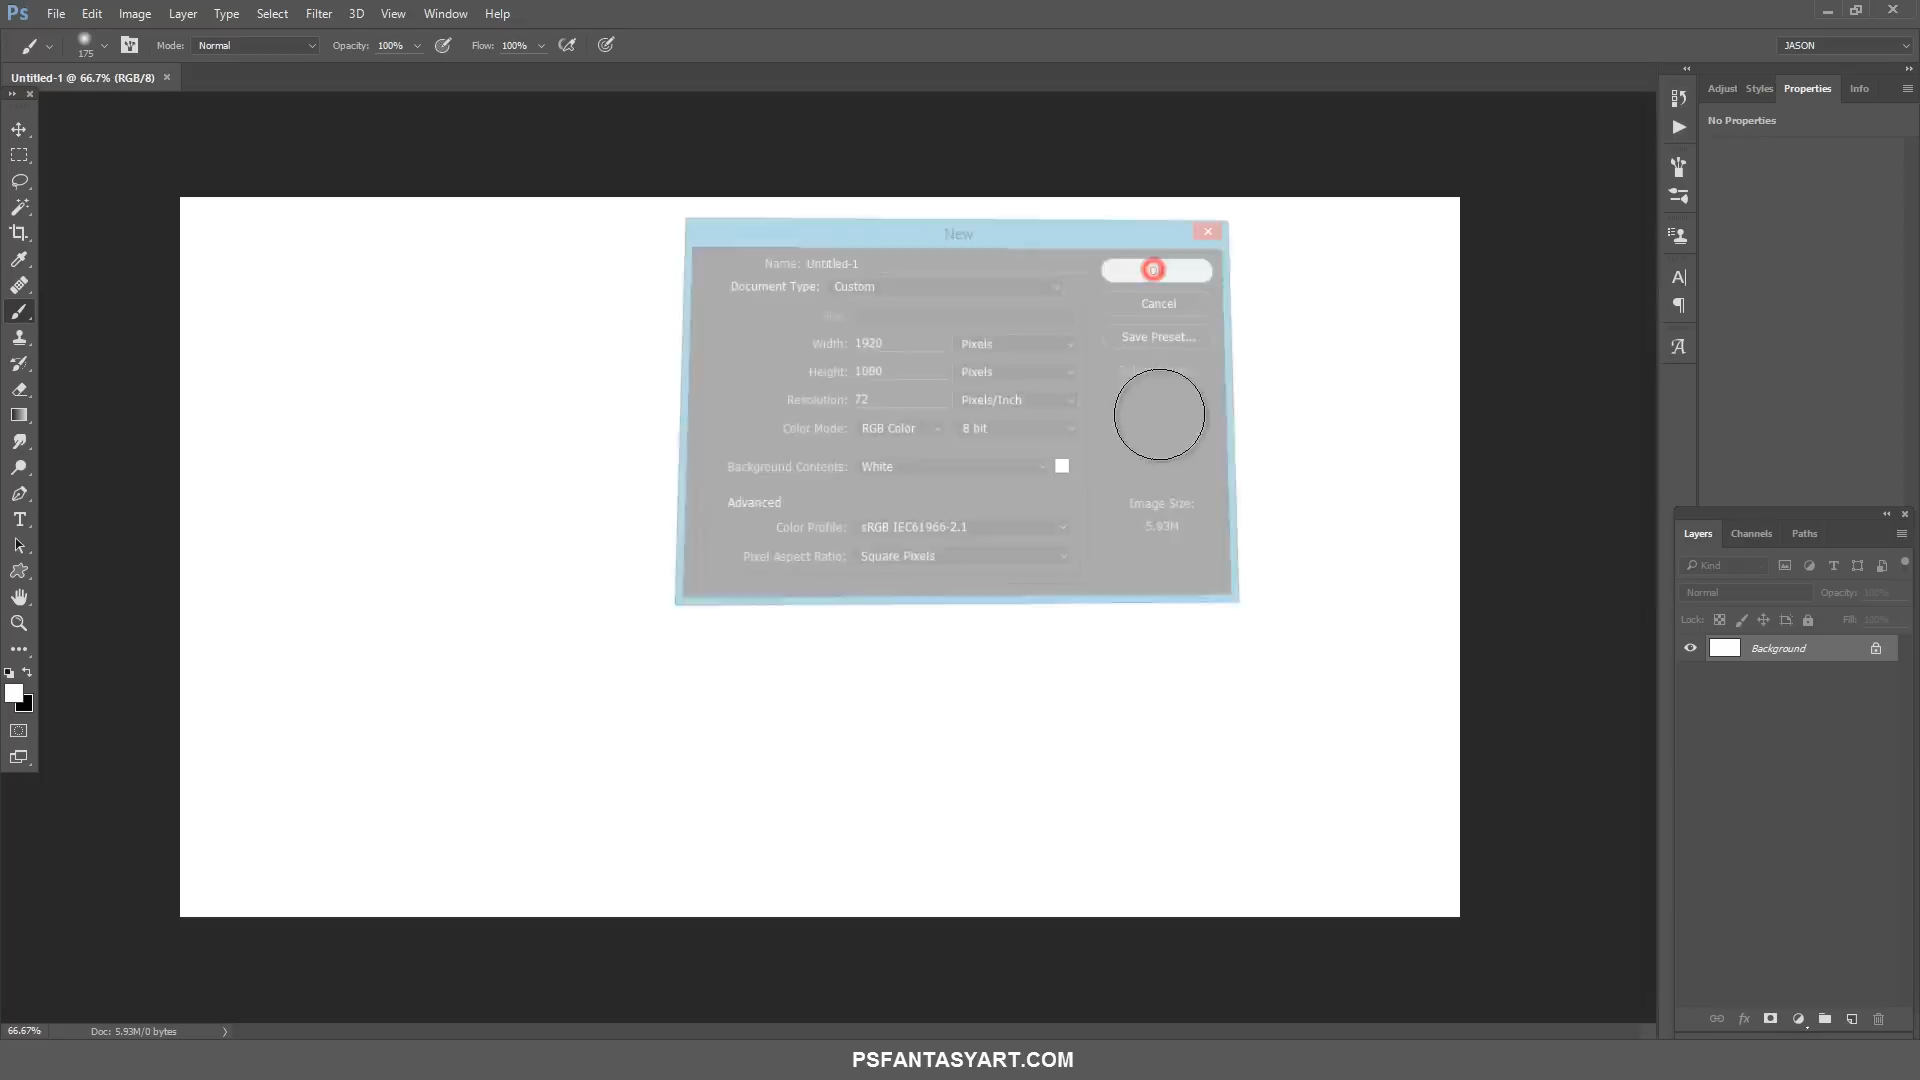 Ps File Edit Image Layer Type Select Filter 3D View Window Help
175 Mode: Normal Opacity: 100% Flow: 100% JASON
Untitled-1 @ 66.7% (RGB/8) ×
Adjust Styles Properties Info
No Properties
New
Name: Untitled-1
Document Type: Custom
Cancel
Width: 1920 Pixels
Save Preset...
Height: 1080 Pixels
Resolution: 72 Pixels/Inch
Color Mode: RGB Color 8 bit
Background Contents: White
Advanced
Image Size:
5.93M
Color Profile: sRGB IEC61966-2.1
Pixel Aspect Ratio: Square Pixels
Layers Channels Paths
Kind
Normal Opacity: 100%
Lock: Fill: 100%
Background
66.67% Doc: 5.93M/0 bytes
PSFANTASYART.COM